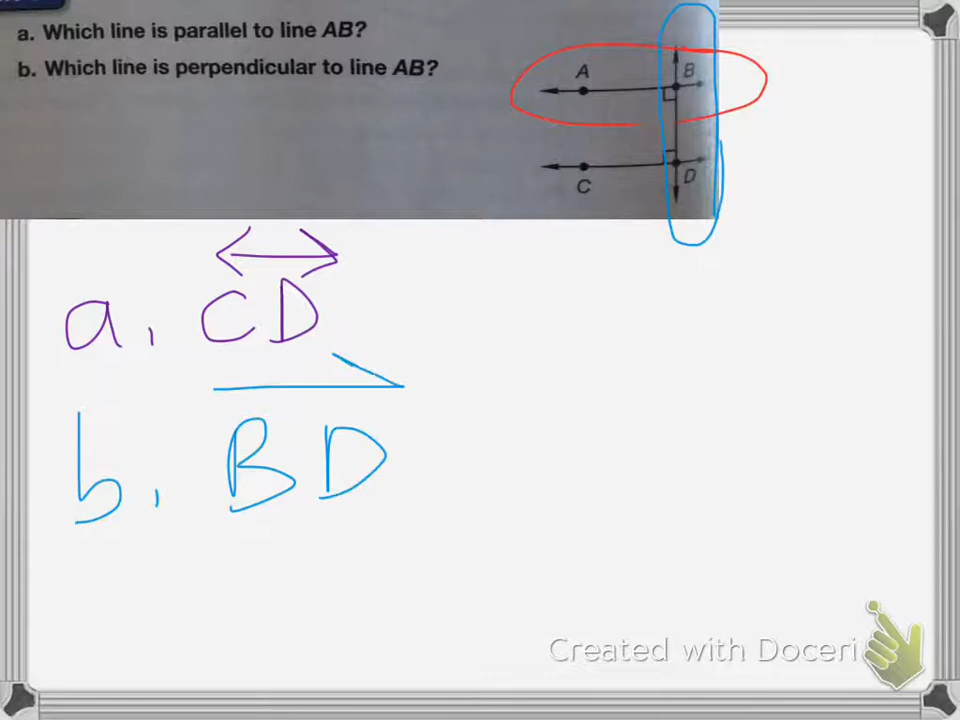 a. Which line is parallel to line AB?
b. Which line is perpendicular to line AB?
A B
C D
a. CD
b. BD
Created with Doceri